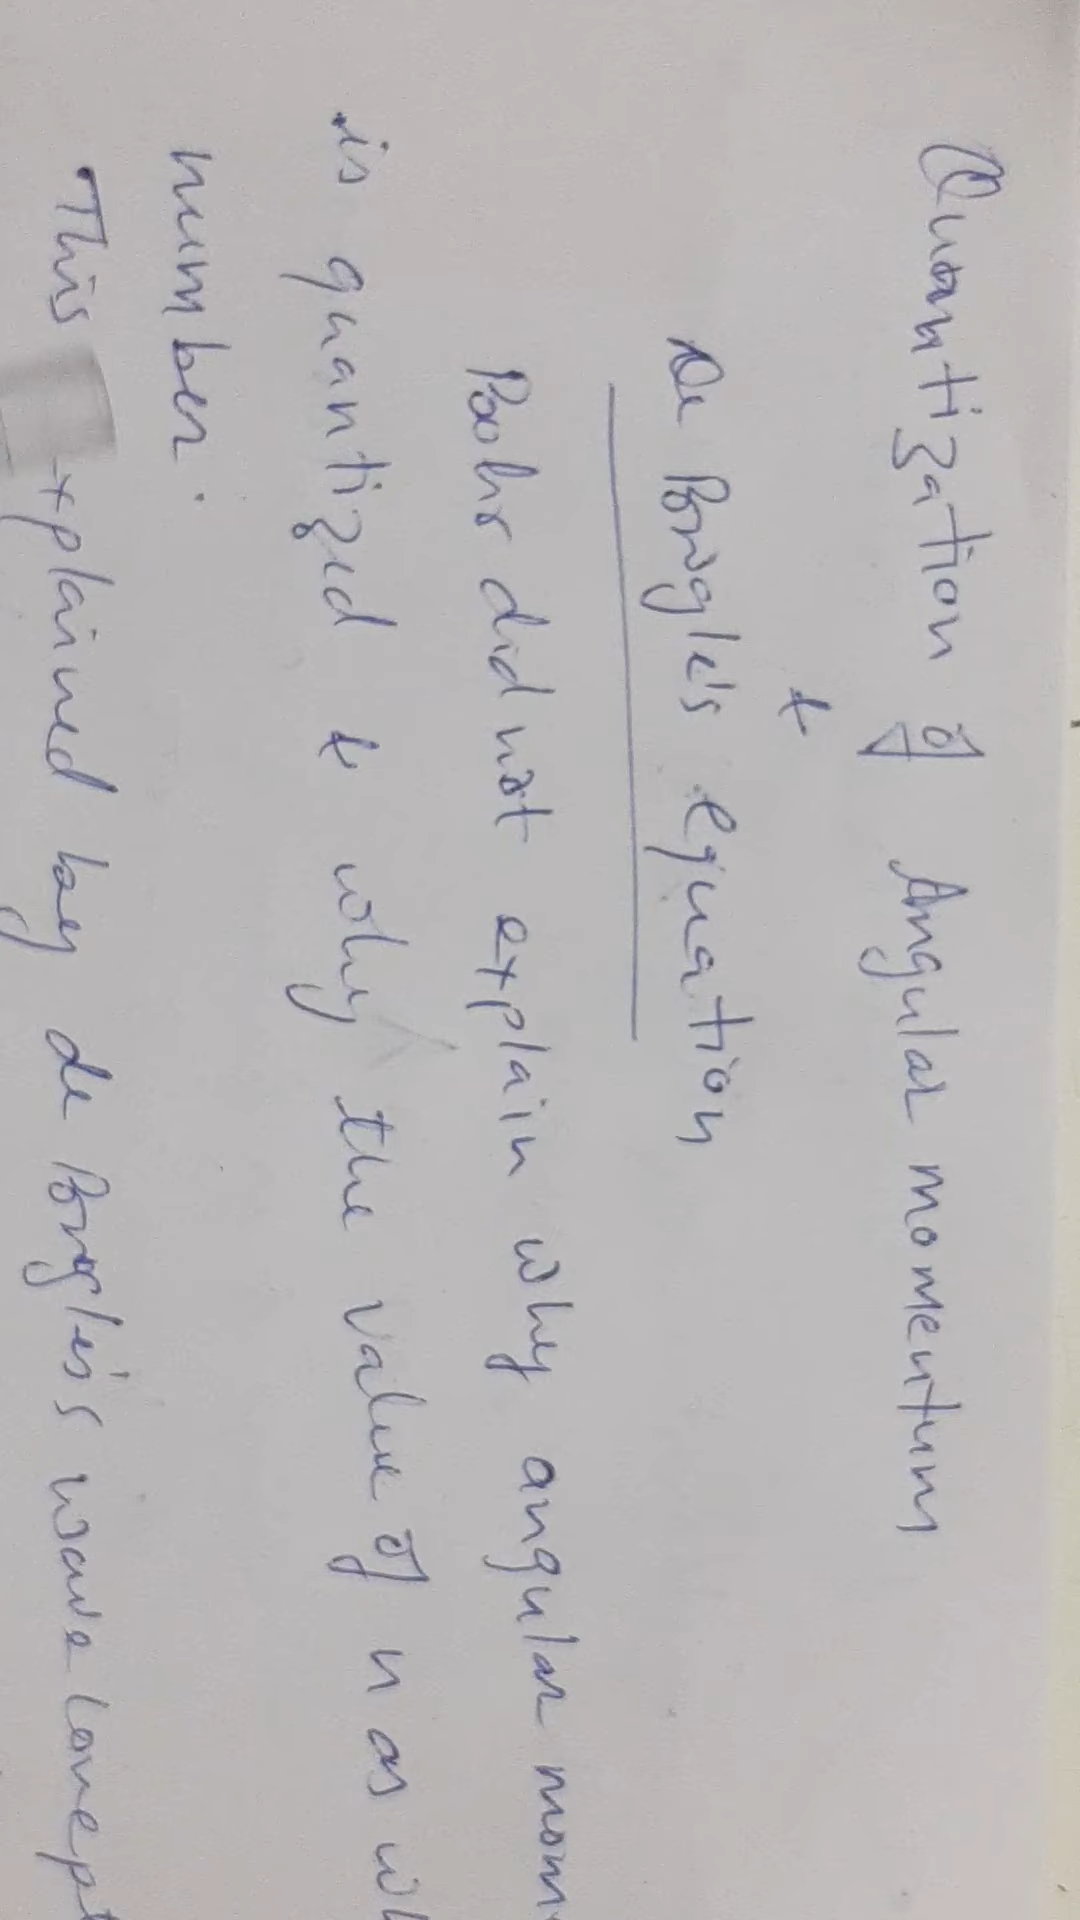 Quantization of Angular momentum
&
De Broglie's equation
Bohr did not explain why angular mom
is quantized & why the value of n as wh
number.
This xplained by de Broglie's wave concept